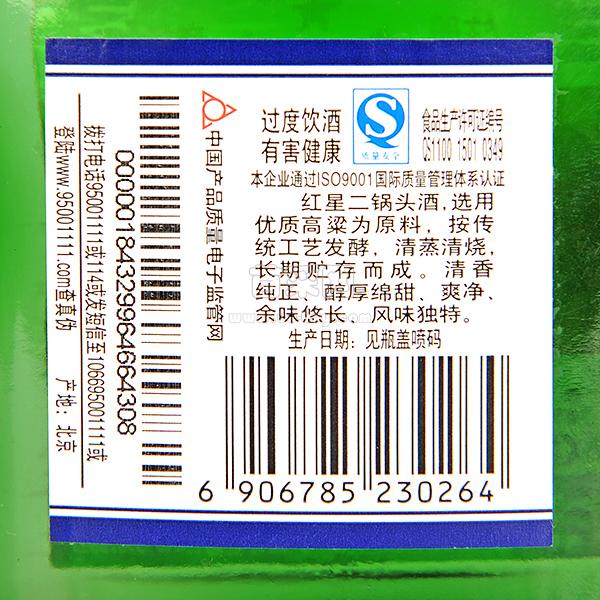 过度饮酒
有害健康
质量安全
食品生产许可证编号
QS1100 1501 0349
本企业通过ISO9001国际质量管理体系认证
红星二锅头酒,选用
优质高粱为原料，按传
统工艺发酵，清蒸清烧，
长期贮存而成。清香
纯正、醇厚绵甜、爽净、
余味悠长、风味独特。
生产日期：见瓶盖喷码
6 906785 230264
中国产品质量电子监管网
00000184329964664308
拨打电话95001111或114或发短信至106695001111或
登陆www.95001111.com查真伪
产地：北京